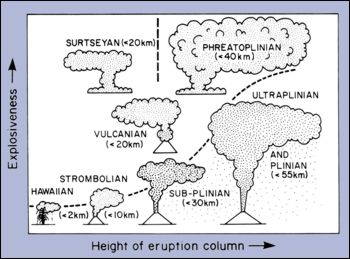 SURTSEYAN (<20km)
PHREATOPLINIAN
(<40km)
ULTRAPLINIAN
VULCANIAN
(<20km)
AND
PLINIAN
(<55km)
STROMBOLIAN
SUB-PLINIAN
(<30km)
HAWAIIAN
(<2km)
(<10km)
Explosiveness
Height of eruption column